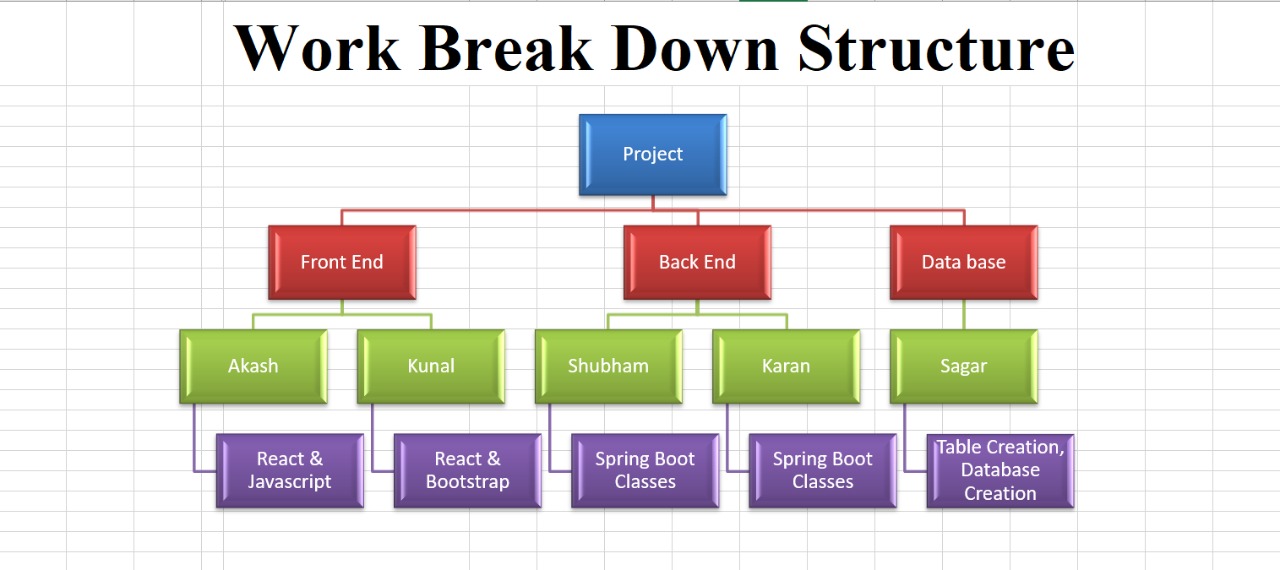 Work Break Down Structure
Project
Front End
Back End
Data base
Akash
Kunal
Shubham
Karan
Sagar
React &
Javascript
React &
Bootstrap
Spring Boot
Classes
Spring Boot
Classes
Table Creation,
Database
Creation